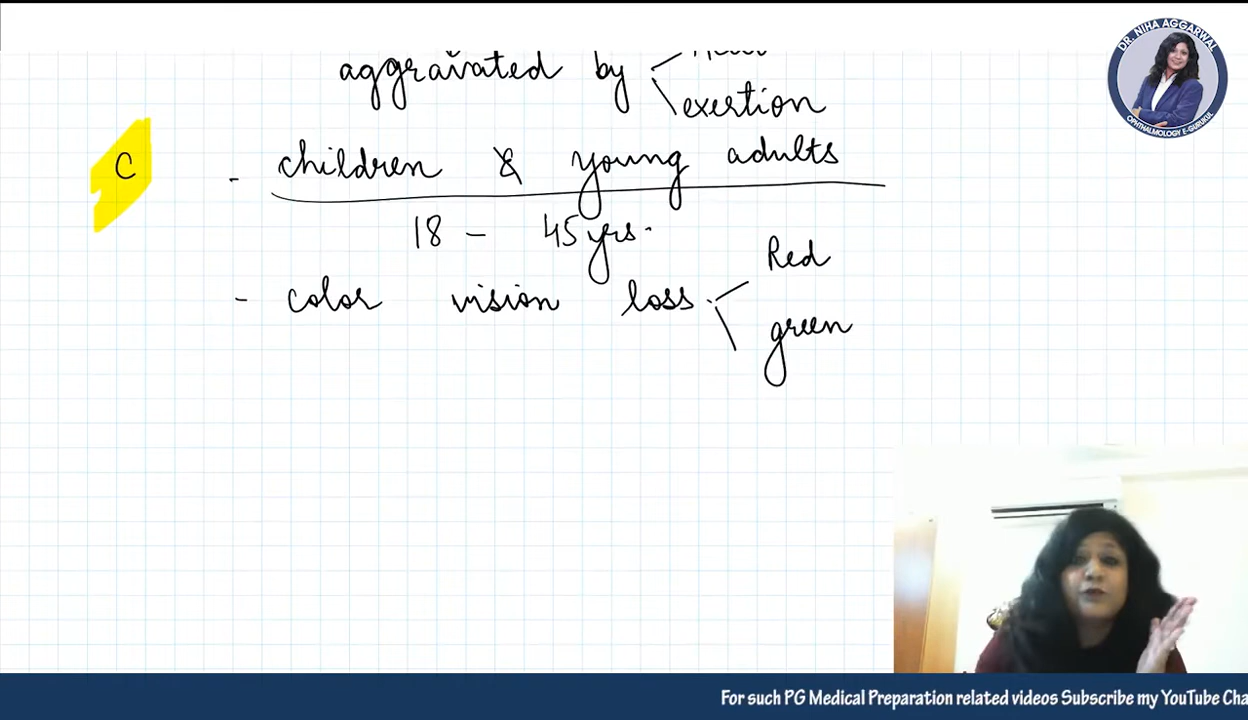 aggravated by
exertion
C
- children & young adults
18 - 45 yrs.
- color vision loss
Red
green
DR. NIHA AGGARWAL
OPHTHALMOLOGY E-GURUKUL
For such PG Medical Preparation related videos Subscribe my YouTube Cha